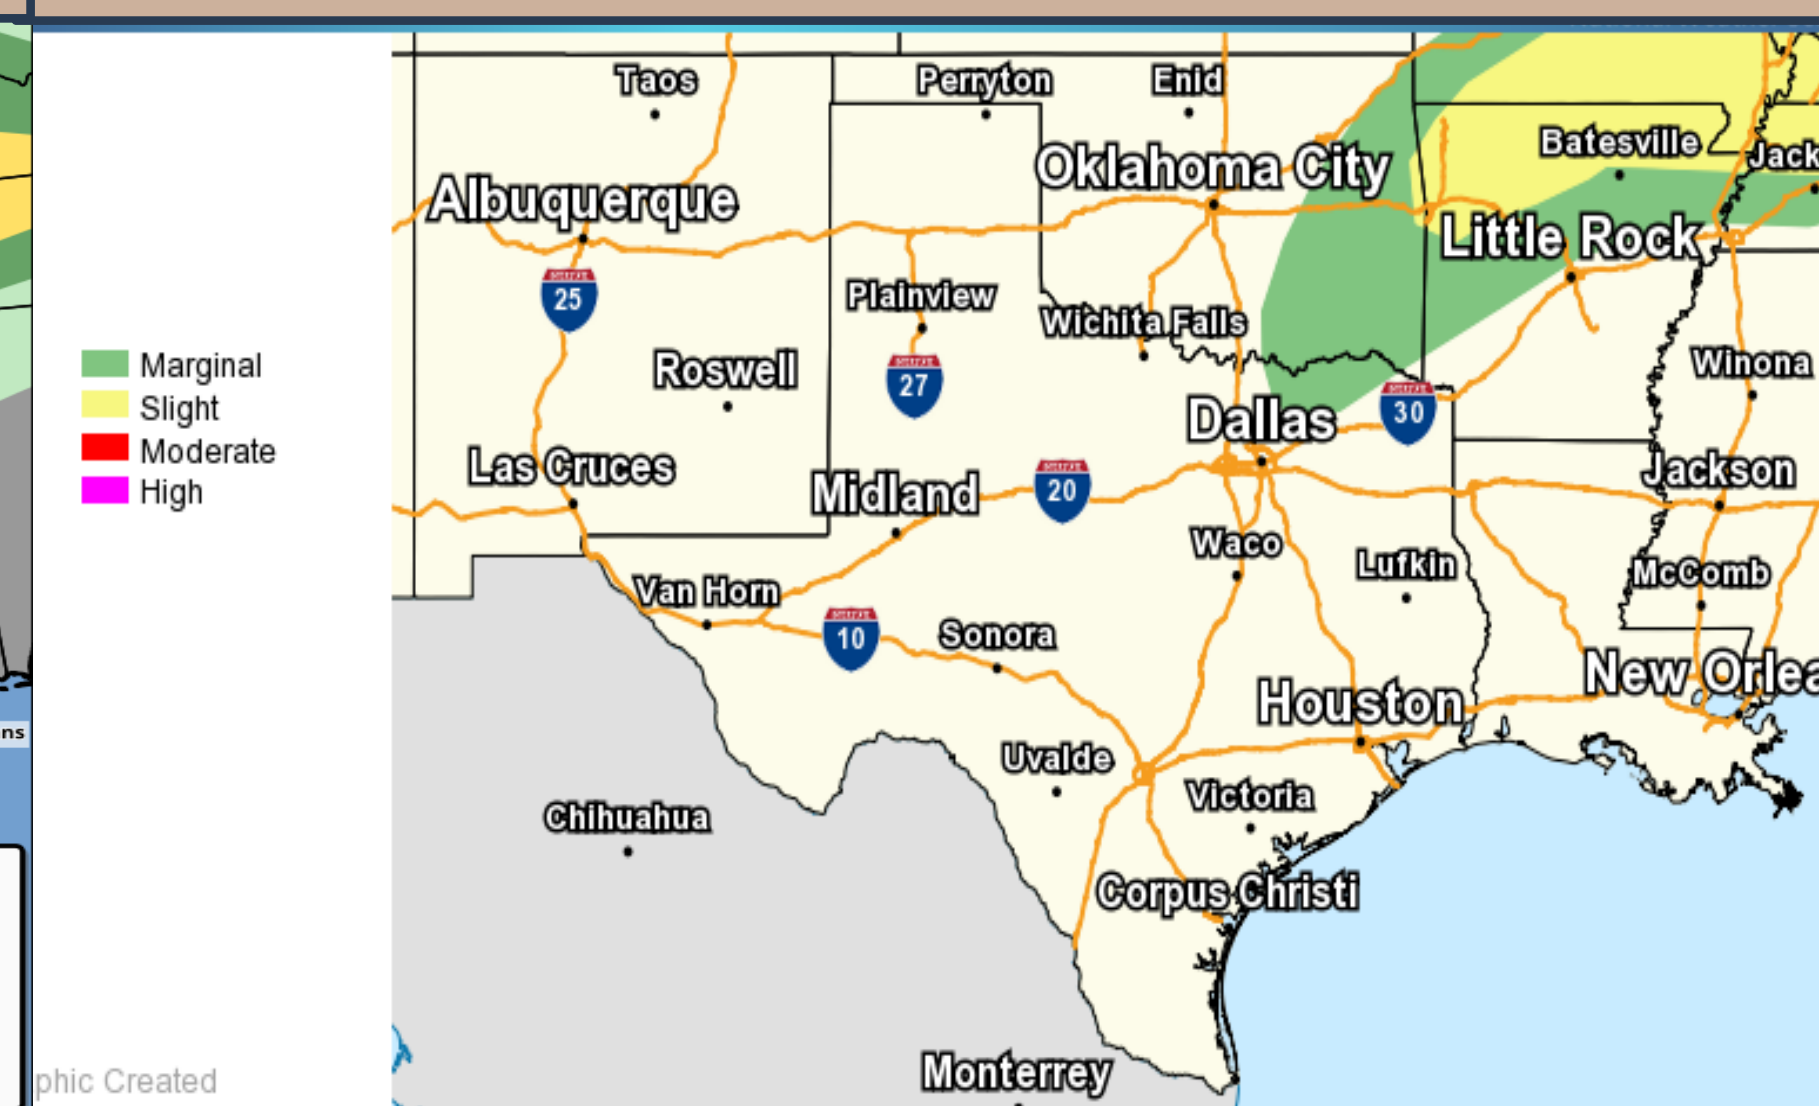 Marginal
Slight
Moderate
High
ns
phic Created
Taos
Perryton
Enid
Batesville
Jack
Oklahoma City
Albuquerque
Little Rock
25
Plainview
Wichita Falls
Roswell
27
Winona
30
Dallas
Las Cruces
Midland
20
Jackson
Waco
Lufkin
McComb
Van Horn
10
Sonora
New Orlea
Houston
Uvalde
Victoria
Chihuahua
Corpus Christi
Monterrey